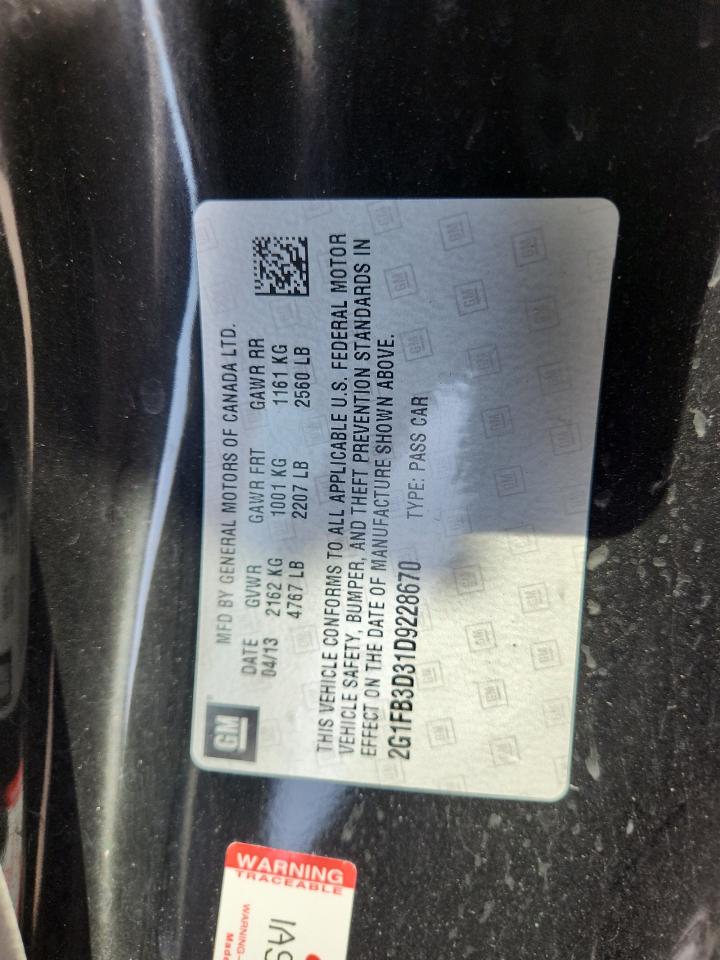 GM
MFD BY GENERAL MOTORS OF CANADA LTD.
DATE GVWR GAWR FRT GAWR RR
04/13 2162 KG 1001 KG 1161 KG
4767 LB 2207 LB 2560 LB
THIS VEHICLE CONFORMS TO ALL APPLICABLE U.S. FEDERAL MOTOR
VEHICLE SAFETY, BUMPER, AND THEFT PREVENTION STANDARDS IN
EFFECT ON THE DATE OF MANUFACTURE SHOWN ABOVE.
2G1FB3D31D9228670 TYPE: PASS CAR
WARNING
TRACEABLE
WARNING-
Made
IAS